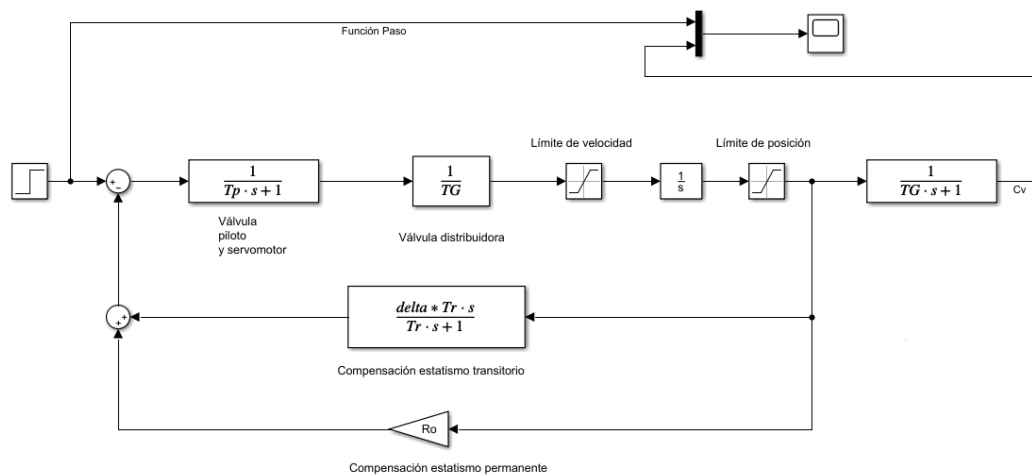 Función Paso
Límite de velocidad
Límite de posición
+
−
1
Tp · s + 1
1
TG
1
s
1
TG · s + 1
Cv
Válvula
piloto
y servomotor
Válvula distribuidora
delta ∗ Tr · s
Tr · s + 1
+
+
Compensación estatismo transitorio
Ro
Compensación estatismo permanente